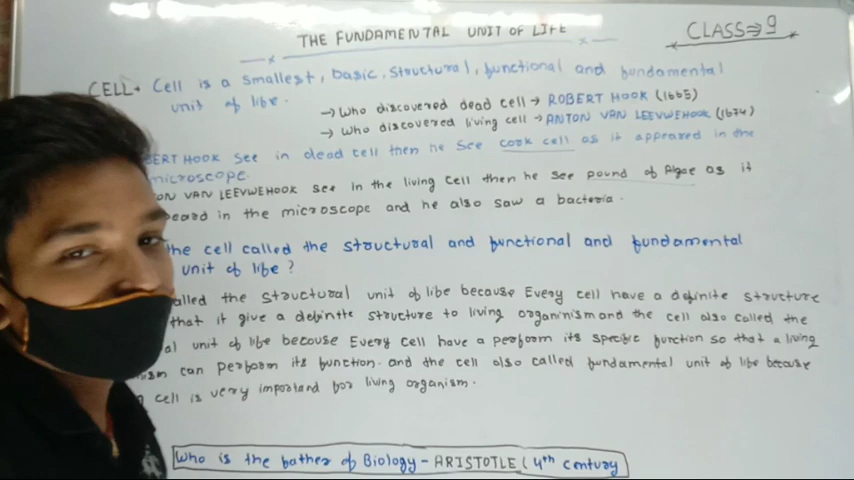 THE FUNDAMENTAL UNIT OF LIFE
CLASS⇒9
CELL→ Cell is a smallest, basic, structural, functional and fundamental
unit of life.
→ Who discovered dead cell → ROBERT HOOK (1665)
→ Who discovered living cell → ANTON VAN LEEVWEHOOK (1674)
BERT HOOK See in dead cell then he see cork cell as it appeared in the
microscope.
ON VAN LEEVWEHOOK see In the living cell then he see pound of Algae as it
peard in the microscope and he also saw a bacteria.
the cell called the structural and functional and fundamental
unit of life?
alled the structural unit of life because Every cell have a definite structure
that it give a definite structure to living organinism and the cell also called the
al unit of life because Every cell have a perform its specific function so that a living
ism can perform its function. and the cell also called fundamental unit of life because
cell is very importand for living organism.
Who is the father of Biology - ARISTOTLE (4th century